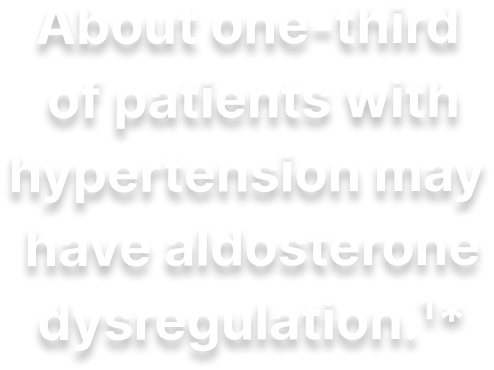 About one-third
of patients with
hypertension may
have aldosterone
dysregulation.¹*